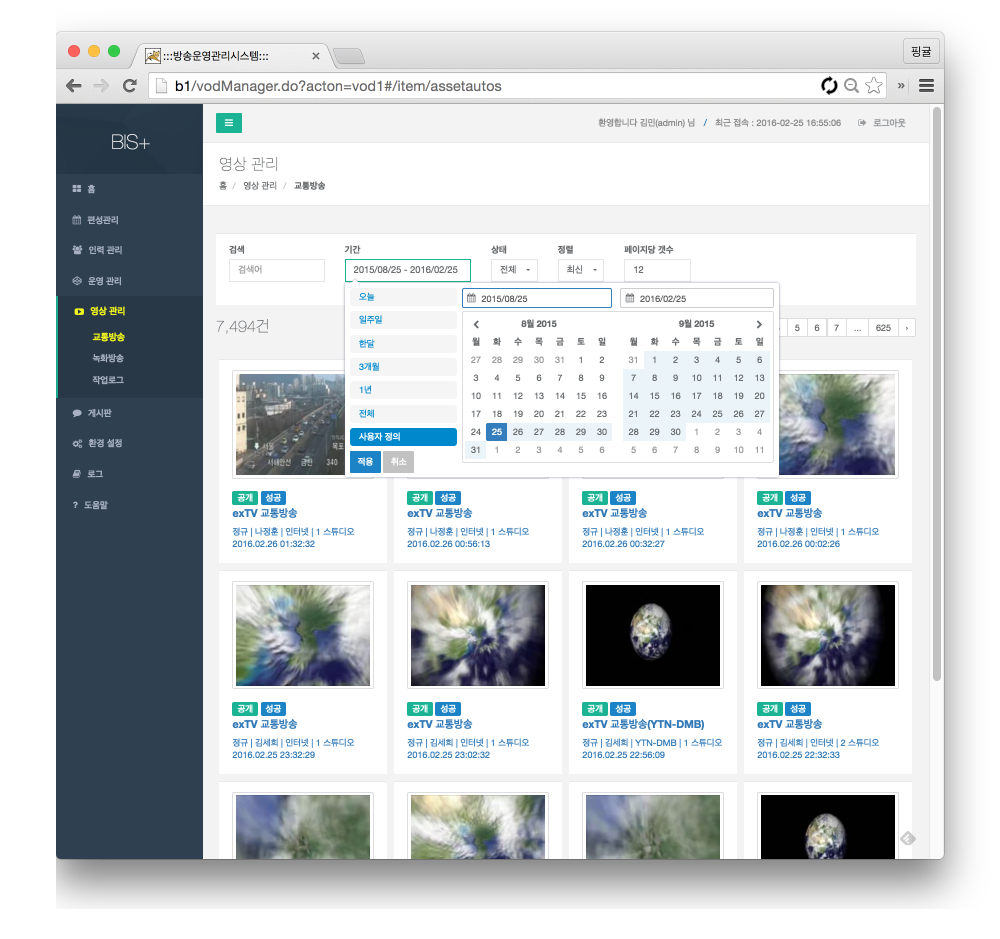 :::방송운영관리시스템:::
핑귤
b1/vodManager.do?acton=vod1#/item/assetautos
BIS+
환영합니다 김민(admin) 님 / 최근 접속 : 2016-02-25 16:55:06 로그아웃
홈
편성관리
인력 관리
운영 관리
영상 관리
교통방송
녹화방송
작업로그
게시판
환경 설정
로그
? 도움말
영상 관리
홈 / 영상 관리 / 교통방송
검색 기간 상태 정렬 페이지당 갯수
검색어 2015/08/25 - 2016/02/25 전체 최신 12
7,494건
5 6 7 ... 625 ›
오늘
일주일
한달
3개월
1년
전체
사용자 정의
적용 취소
2015/08/25 2016/02/25
8월 2015
월 화 수 목 금 토 일
27 28 29 30 31 1 2
3 4 5 6 7 8 9
10 11 12 13 14 15 16
17 18 19 20 21 22 23
24 25 26 27 28 29 30
31 1 2 3 4 5 6
9월 2015
월 화 수 목 금 토 일
31 1 2 3 4 5 6
7 8 9 10 11 12 13
14 15 16 17 18 19 20
21 22 23 24 25 26 27
28 29 30 1 2 3 4
5 6 7 8 9 10 11
서울
목포
서해안선 금천 340
공개 성공
exTV 교통방송
정규 | 나정훈 | 인터넷 | 1 스튜디오
2016.02.26 01:32:32
공개 성공
exTV 교통방송
정규 | 나정훈 | 인터넷 | 1 스튜디오
2016.02.26 00:56:13
공개 성공
exTV 교통방송
정규 | 나정훈 | 인터넷 | 1 스튜디오
2016.02.26 00:32:27
공개 성공
exTV 교통방송
정규 | 나정훈 | 인터넷 | 1 스튜디오
2016.02.26 00:02:26
공개 성공
exTV 교통방송
정규 | 김세희 | 인터넷 | 1 스튜디오
2016.02.25 23:32:29
공개 성공
exTV 교통방송
정규 | 김세희 | 인터넷 | 1 스튜디오
2016.02.25 23:02:32
공개 성공
exTV 교통방송(YTN-DMB)
정규 | 김세희 | YTN-DMB | 1 스튜디오
2016.02.25 22:56:09
공개 성공
exTV 교통방송
정규 | 김세희 | 인터넷 | 2 스튜디오
2016.02.25 22:32:33